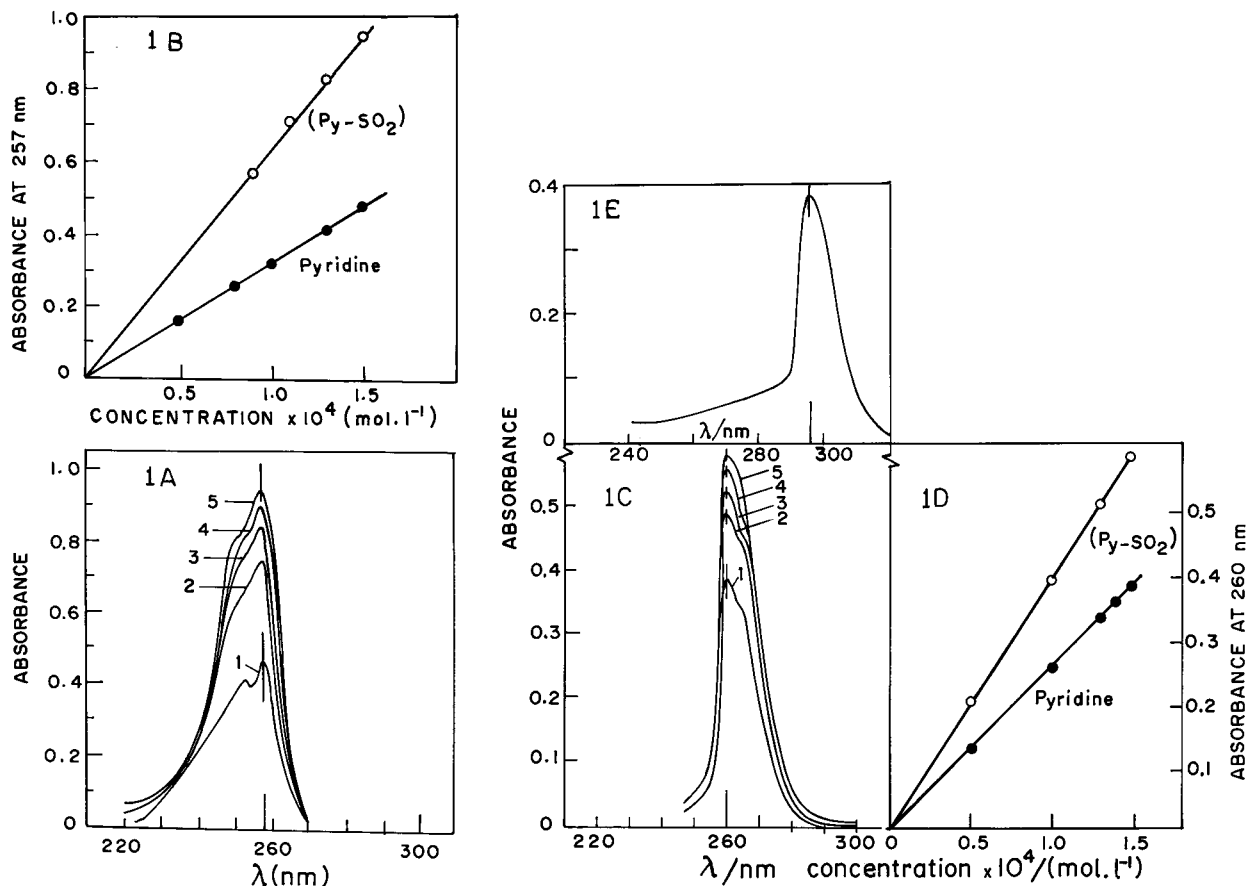 1.0
0.8
0.6
0.4
0.2
0
1B
(Py-SO₂)
Pyridine
ABSORBANCE AT 257 nm
0.5
1.0
1.5
CONCENTRATION ×10⁴ (mol. l⁻¹)
1.0
0.8
0.6
0.4
0.2
0
1A
5
4
3
2
1
ABSORBANCE
220
260
300
λ(nm)
0.4
0.2
0
1E
λ/nm
240
280
300
ABSORBANCE
0.5
0.4
0.3
0.2
0.1
0
1C
5
4
3
2
1
220
260
300
λ/nm
1D
(Py-SO₂)
Pyridine
0.5
0.4
0.3
0.2
0.1
ABSORBANCE AT 260 nm
0
0.5
1.0
1.5
concentration ×10⁴/(mol. l⁻¹)